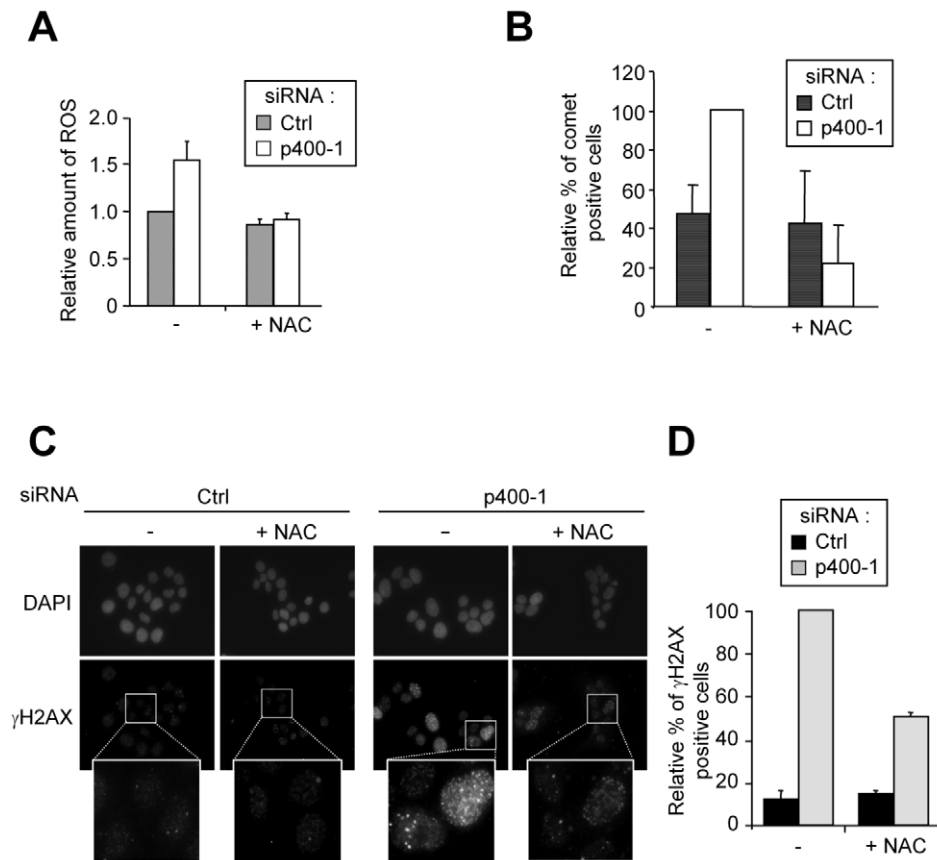 A
siRNA :
Ctrl
p400-1
Relative amount of ROS
2.0
1.5
1.0
0.5
0
-
+ NAC
B
siRNA :
Ctrl
p400-1
Relative % of comet
positive cells
120
100
80
60
40
20
0
-
+ NAC
C
siRNA
Ctrl
p400-1
-
+ NAC
-
+ NAC
DAPI
γH2AX
D
siRNA :
Ctrl
p400-1
Relative % of γH2AX
positive cells
100
80
60
40
20
0
-
+ NAC